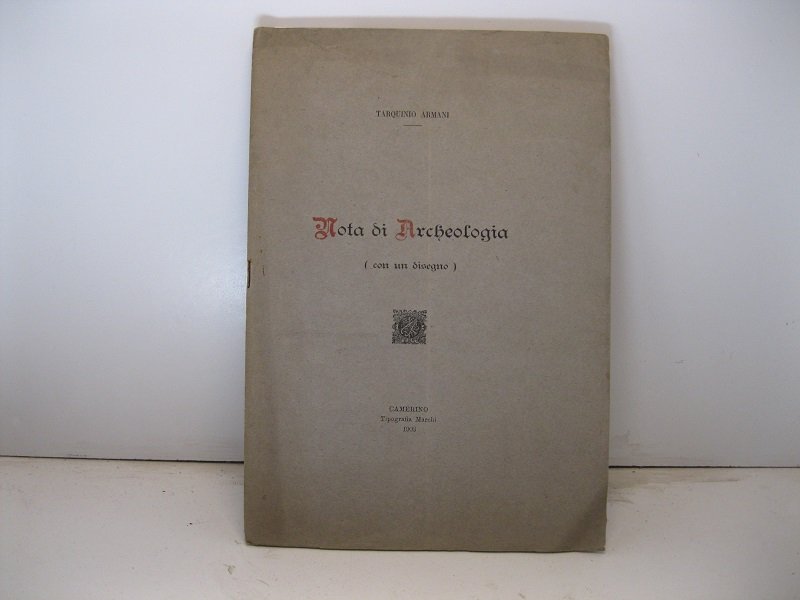 TARQUINIO ARMANI
Nota di Archeologia
( con un disegno )
CAMERINO
Tipografia Marchi